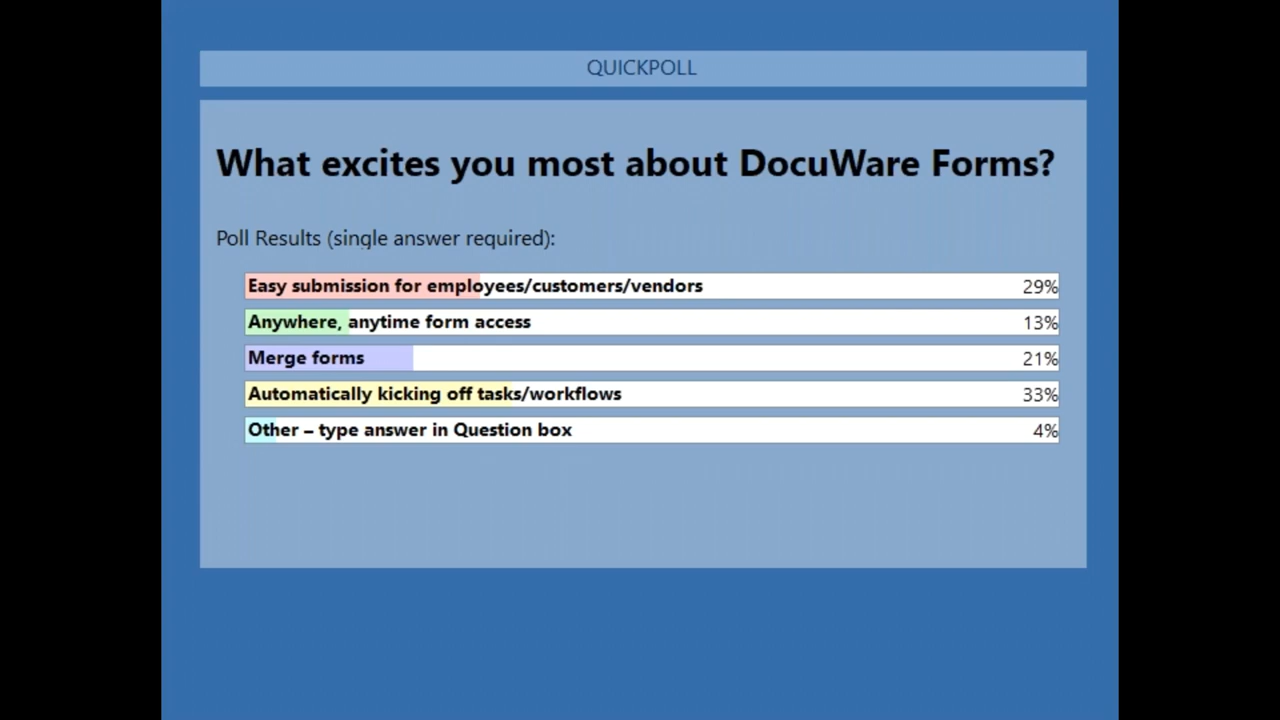 QUICKPOLL
What excites you most about DocuWare Forms?
Poll Results (single answer required):
Easy submission for employees/customers/vendors 29%
Anywhere, anytime form access 13%
Merge forms 21%
Automatically kicking off tasks/workflows 33%
Other – type answer in Question box 4%